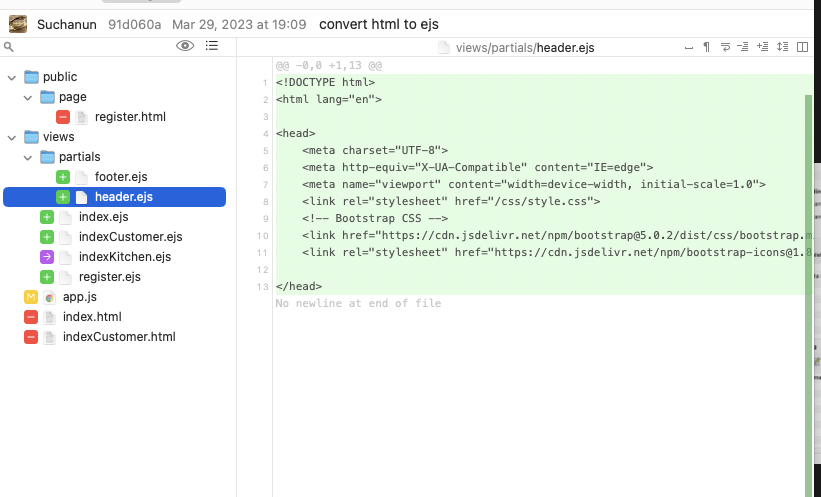 Suchanun 91d060a Mar 29, 2023 at 19:09 convert html to ejs
views/partials/header.ejs
public
page
register.html
views
partials
footer.ejs
header.ejs
index.ejs
indexCustomer.ejs
indexKitchen.ejs
register.ejs
M app.js
index.html
indexCustomer.html
@@ -0,0 +1,13 @@
1 <!DOCTYPE html>
2 <html lang="en">
3
4 <head>
5 <meta charset="UTF-8">
6 <meta http-equiv="X-UA-Compatible" content="IE=edge">
7 <meta name="viewport" content="width=device-width, initial-scale=1.0">
8 <link rel="stylesheet" href="/css/style.css">
9 <!-- Bootstrap CSS -->
10 <link href="https://cdn.jsdelivr.net/npm/bootstrap@5.0.2/dist/css/bootstrap.m
11 <link rel="stylesheet" href="https://cdn.jsdelivr.net/npm/bootstrap-icons@1.8
12
13 </head>
No newline at end of file